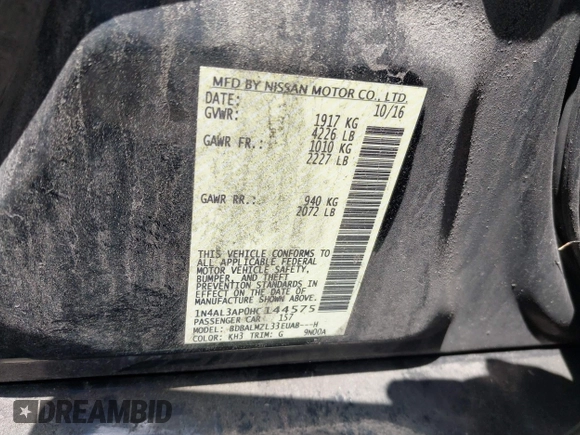 MFD BY NISSAN MOTOR CO., LTD.
DATE: 10/16
GVWR: 1917 KG
4226 LB
GAWR FR.: 1010 KG
2227 LB
GAWR RR.: 940 KG
2072 LB
THIS VEHICLE CONFORMS TO
ALL APPLICABLE FEDERAL
MOTOR VEHICLE SAFETY,
BUMPER, AND THEFT
PREVENTION STANDARDS IN
EFFECT ON THE DATE OF
MANUFACTURE SHOWN ABOVE.
1N4AL3AP0HC144575
PASSENGER CAR 157
MODEL: BDBALMZL33EUAB---H
COLOR: KH3 TRIM: G 9N00A
DREAMBID